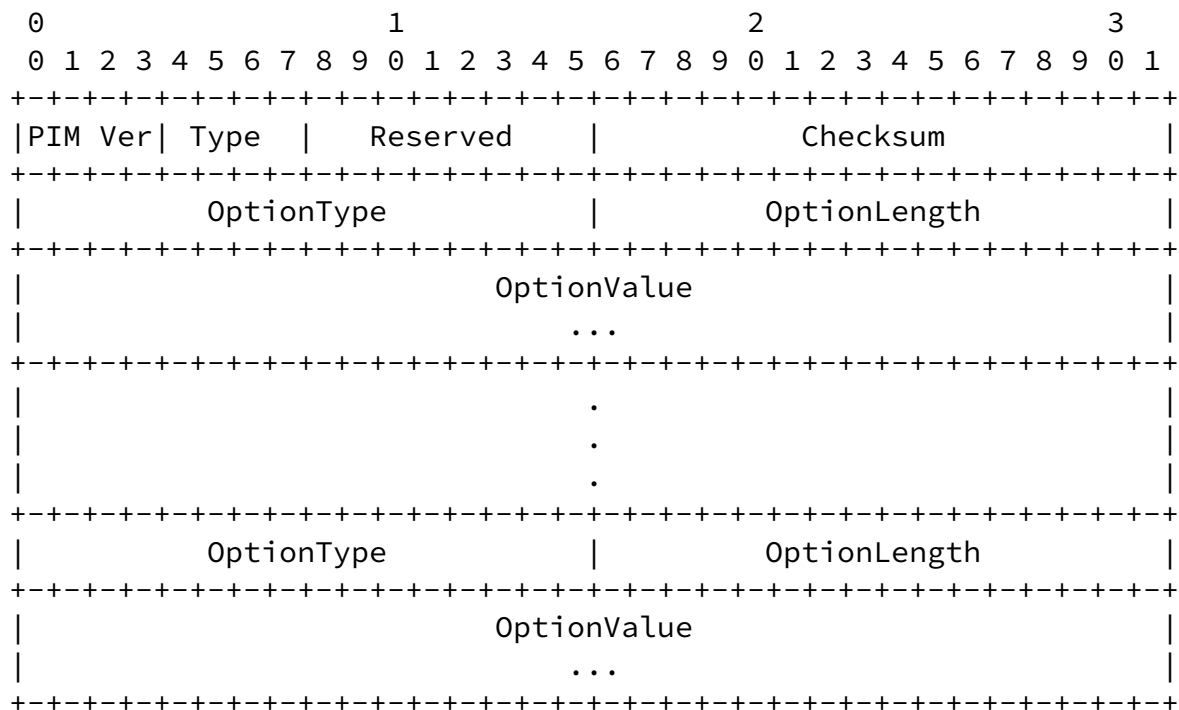 0                   1                   2                   3
 0 1 2 3 4 5 6 7 8 9 0 1 2 3 4 5 6 7 8 9 0 1 2 3 4 5 6 7 8 9 0 1
+-+-+-+-+-+-+-+-+-+-+-+-+-+-+-+-+-+-+-+-+-+-+-+-+-+-+-+-+-+-+-+-+
|PIM Ver| Type  |   Reserved    |           Checksum            |
+-+-+-+-+-+-+-+-+-+-+-+-+-+-+-+-+-+-+-+-+-+-+-+-+-+-+-+-+-+-+-+-+
|          OptionType           |         OptionLength          |
+-+-+-+-+-+-+-+-+-+-+-+-+-+-+-+-+-+-+-+-+-+-+-+-+-+-+-+-+-+-+-+-+
|                          OptionValue                          |
|                              ...                              |
+-+-+-+-+-+-+-+-+-+-+-+-+-+-+-+-+-+-+-+-+-+-+-+-+-+-+-+-+-+-+-+-+
|                               .                               |
|                               .                               |
|                               .                               |
+-+-+-+-+-+-+-+-+-+-+-+-+-+-+-+-+-+-+-+-+-+-+-+-+-+-+-+-+-+-+-+-+
|          OptionType           |         OptionLength          |
+-+-+-+-+-+-+-+-+-+-+-+-+-+-+-+-+-+-+-+-+-+-+-+-+-+-+-+-+-+-+-+-+
|                          OptionValue                          |
|                              ...                              |
+-+-+-+-+-+-+-+-+-+-+-+-+-+-+-+-+-+-+-+-+-+-+-+-+-+-+-+-+-+-+-+-+